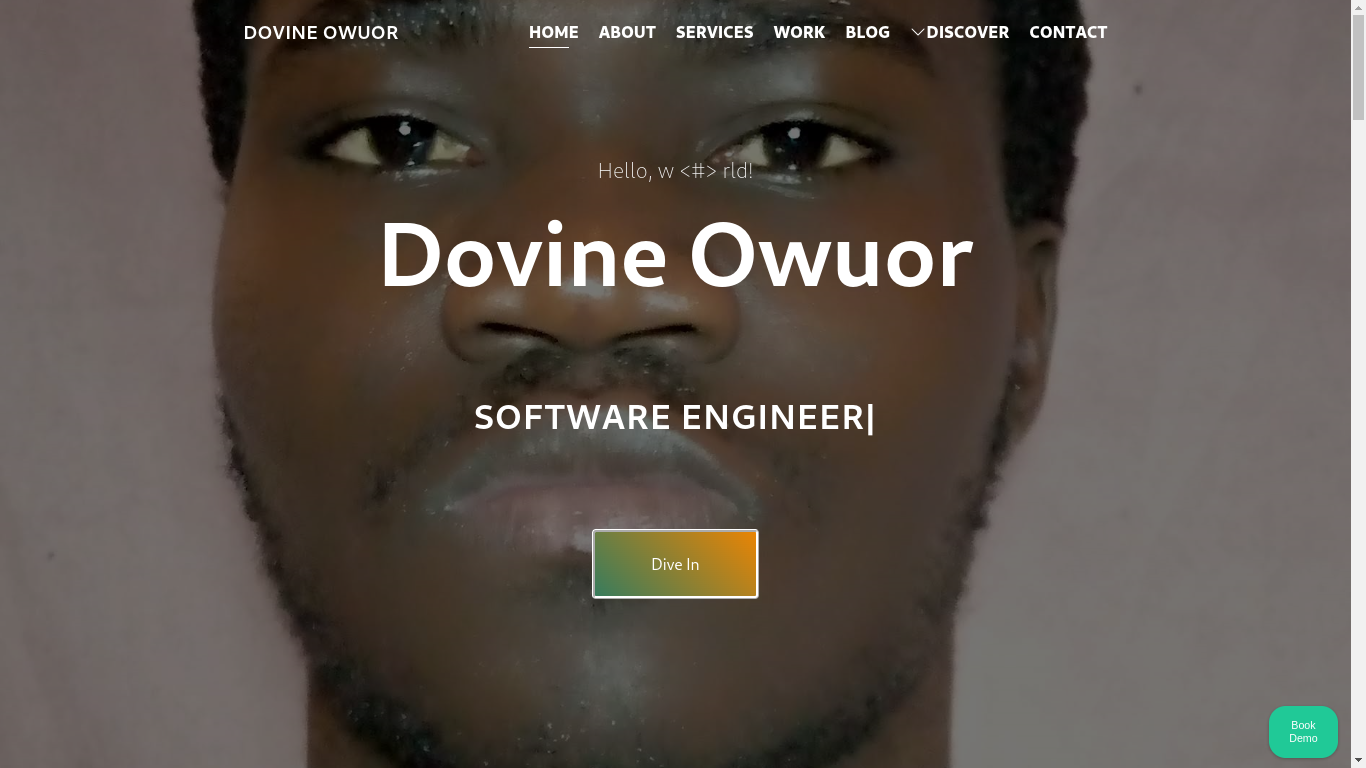 DOVINE OWUOR
HOME ABOUT SERVICES WORK BLOG DISCOVER CONTACT
Hello, w <#> rld!
Dovine Owuor
SOFTWARE ENGINEER|
Dive In
Book
Demo